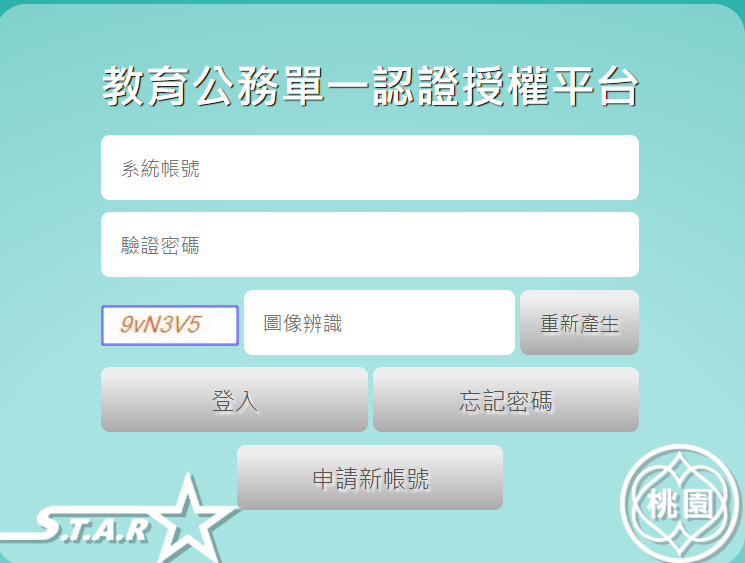 教育公務單一認證授權平台
系統帳號
驗證密碼
9vN3V5 圖像辨識 重新產生
登入 忘記密碼
申請新帳號
S.T.A.R
桃園